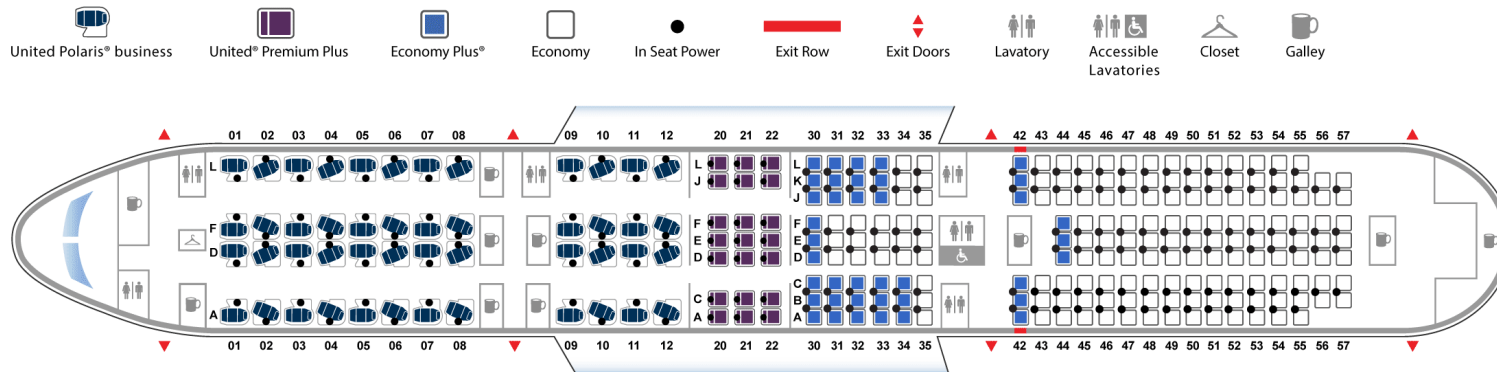 United Polaris® business
United® Premium Plus
Economy Plus®
Economy
In Seat Power
Exit Row
Exit Doors
Lavatory
Accessible
Lavatories
Closet
Galley
01 02 03 04 05 06 07 08 09 10 11 12 20 21 22 30 31 32 33 34 35 42 43 44 45 46 47 48 49 50 51 52 53 54 55 56 57
L L L
J K
J
F F F
D E E
D D
C C
A A B
A
01 02 03 04 05 06 07 08 09 10 11 12 20 21 22 30 31 32 33 34 35 42 43 44 45 46 47 48 49 50 51 52 53 54 55 56 57